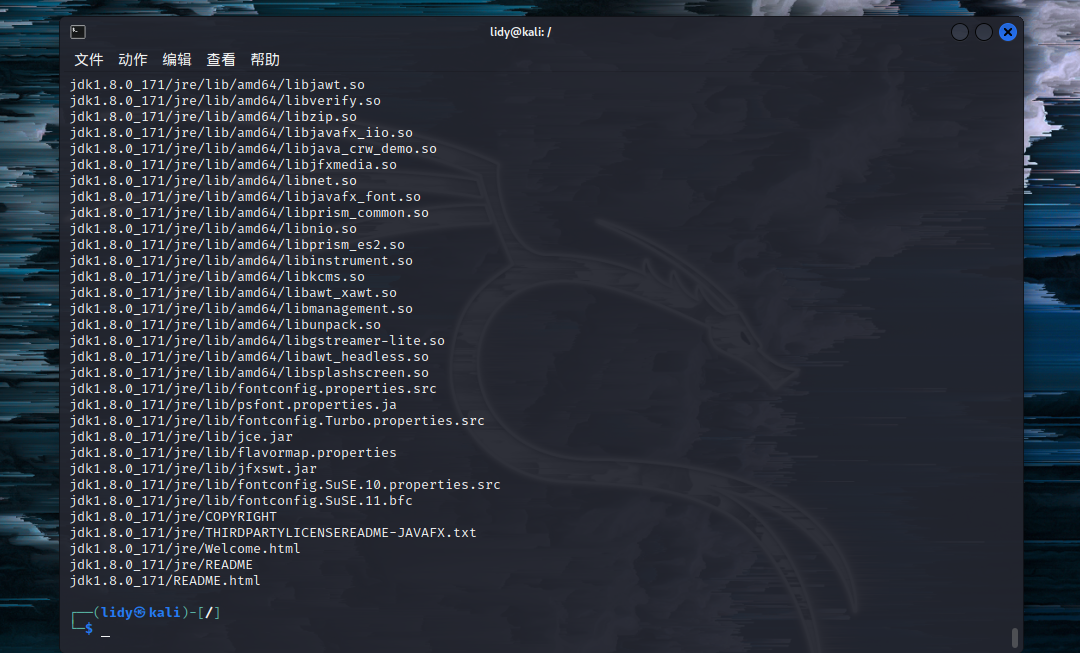 lidy@kali: /
文件 动作 编辑 查看 帮助
jdk1.8.0_171/jre/lib/amd64/libjawt.so
jdk1.8.0_171/jre/lib/amd64/libverify.so
jdk1.8.0_171/jre/lib/amd64/libzip.so
jdk1.8.0_171/jre/lib/amd64/libjavafx_iio.so
jdk1.8.0_171/jre/lib/amd64/libjava_crw_demo.so
jdk1.8.0_171/jre/lib/amd64/libjfxmedia.so
jdk1.8.0_171/jre/lib/amd64/libnet.so
jdk1.8.0_171/jre/lib/amd64/libjavafx_font.so
jdk1.8.0_171/jre/lib/amd64/libprism_common.so
jdk1.8.0_171/jre/lib/amd64/libnio.so
jdk1.8.0_171/jre/lib/amd64/libprism_es2.so
jdk1.8.0_171/jre/lib/amd64/libinstrument.so
jdk1.8.0_171/jre/lib/amd64/libkcms.so
jdk1.8.0_171/jre/lib/amd64/libawt_xawt.so
jdk1.8.0_171/jre/lib/amd64/libmanagement.so
jdk1.8.0_171/jre/lib/amd64/libunpack.so
jdk1.8.0_171/jre/lib/amd64/libgstreamer-lite.so
jdk1.8.0_171/jre/lib/amd64/libawt_headless.so
jdk1.8.0_171/jre/lib/amd64/libsplashscreen.so
jdk1.8.0_171/jre/lib/fontconfig.properties.src
jdk1.8.0_171/jre/lib/psfont.properties.ja
jdk1.8.0_171/jre/lib/fontconfig.Turbo.properties.src
jdk1.8.0_171/jre/lib/jce.jar
jdk1.8.0_171/jre/lib/flavormap.properties
jdk1.8.0_171/jre/lib/jfxswt.jar
jdk1.8.0_171/jre/lib/fontconfig.SuSE.10.properties.src
jdk1.8.0_171/jre/lib/fontconfig.SuSE.11.bfc
jdk1.8.0_171/jre/COPYRIGHT
jdk1.8.0_171/jre/THIRDPARTYLICENSEREADME-JAVAFX.txt
jdk1.8.0_171/jre/Welcome.html
jdk1.8.0_171/jre/README
jdk1.8.0_171/README.html
┌──(lidy㉿kali)-[/]
└─$ _